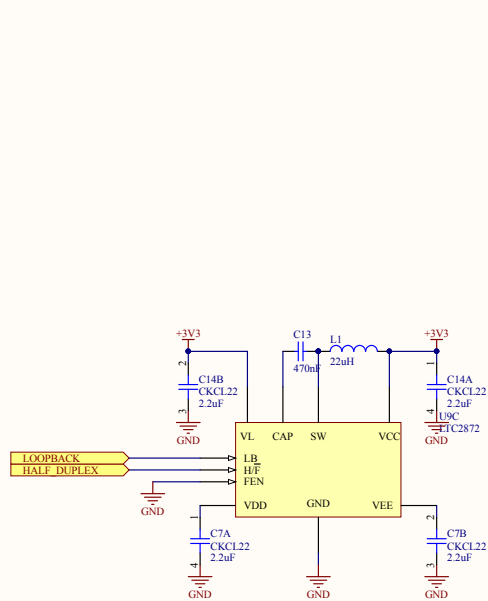 +3V3
C13
L1
+3V3
2
470nF
22uH
1
C14B
CKCL22
2.2uF
C14A
CKCL22
2.2uF
3
4
U9C
LTC2872
GND
GND
VL
CAP
SW
VCC
LOOPBACK
LB
HALF_DUPLEX
H/F
FEN
GND
VDD
GND
VEE
1
2
C7A
CKCL22
2.2uF
C7B
CKCL22
2.2uF
4
3
GND
GND
GND